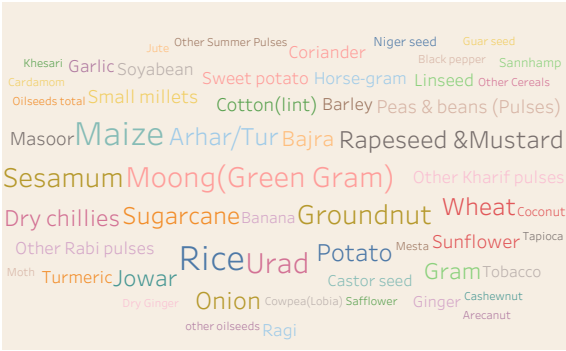 Jute Other Summer Pulses Coriander Niger seed Guar seed
Khesari Garlic Soyabean Black pepper Sannhamp
Cardamom Sweet potato Horse-gram Linseed Other Cereals
Oilseeds total Small millets Cotton(lint) Barley Peas & beans (Pulses)
Masoor Maize Arhar/Tur Bajra Rapeseed &Mustard
Sesamum Moong(Green Gram) Other Kharif pulses
Dry chillies Sugarcane Banana Groundnut Wheat Coconut
Other Rabi pulses Rice Urad Potato Mesta Sunflower Tapioca
Moth Turmeric Jowar Castor seed Gram Tobacco
Dry Ginger Onion Cowpea(Lobia) Safflower Ginger Cashewnut
other oilseeds Ragi Arecanut